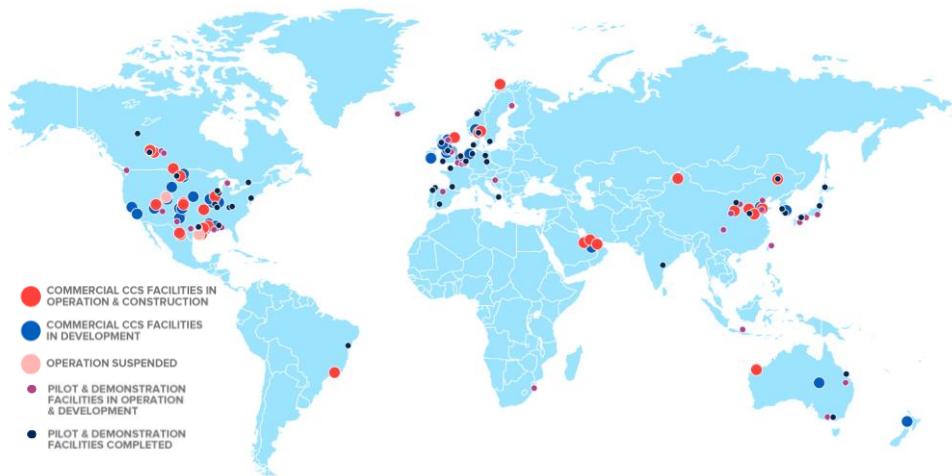 COMMERCIAL CCS FACILITIES IN
OPERATION & CONSTRUCTION
COMMERCIAL CCS FACILITIES
IN DEVELOPMENT
OPERATION SUSPENDED
PILOT & DEMONSTRATION
FACILITIES IN OPERATION
& DEVELOPMENT
PILOT & DEMONSTRATION
FACILITIES COMPLETED